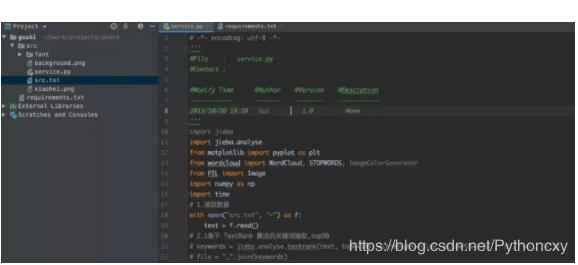 Project
service.py
requirements.txt
gushi ~/work/projects/gushi
src
font
background.png
service.py
src.txt
xiaohei.png
requirements.txt
External Libraries
Scratches and Consoles
1 # -*- encoding: utf-8 -*-
2 '''
3 @File : service.py
4 @Contact :
5
6 @Modify Time @Author @Version @Desciption
7 ------------ ------- -------- -----------
8 2019/10/20 18:10 hui 1.0 None
9 '''
10 import jieba
11 import jieba.analyse
12 from matplotlib import pyplot as plt
13 from wordcloud import WordCloud, STOPWORDS, ImageColorGenerator
14 from PIL import Image
15 import numpy as np
16 import time
17 # 1.读取数据
18 with open("src.txt", "r") as f:
19 text = f.read()
20 # 2.1基于 TextRank 算法的关键词抽取,top50
21 # keywords = jieba.analyse.textrank(text, to
22 # file = ",".join(keywords)
https://blog.csdn.net/Pythoncxy